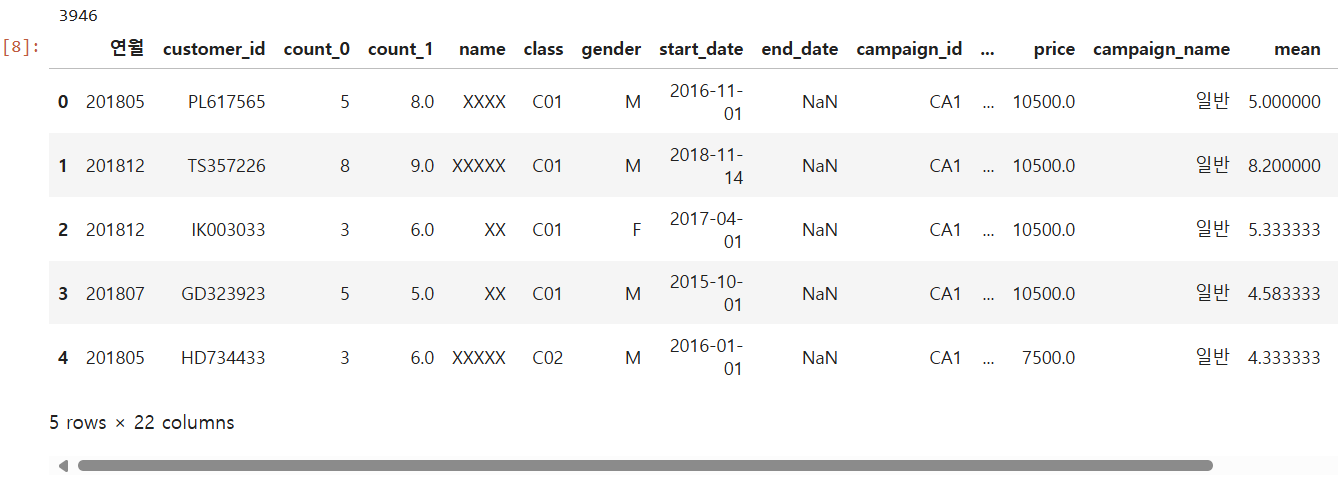 3946
[8]: 연월 customer_id count_0 count_1 name class gender start_date end_date campaign_id ... price campaign_name mean
0 201805 PL617565 5 8.0 XXXX C01 M 2016-11-01 NaN CA1 ... 10500.0 일반 5.000000
1 201812 TS357226 8 9.0 XXXXX C01 M 2018-11-14 NaN CA1 ... 10500.0 일반 8.200000
2 201812 IK003033 3 6.0 XX C01 F 2017-04-01 NaN CA1 ... 10500.0 일반 5.333333
3 201807 GD323923 5 5.0 XX C01 M 2015-10-01 NaN CA1 ... 10500.0 일반 4.583333
4 201805 HD734433 3 6.0 XXXXX C02 M 2016-01-01 NaN CA1 ... 7500.0 일반 4.333333
5 rows × 22 columns